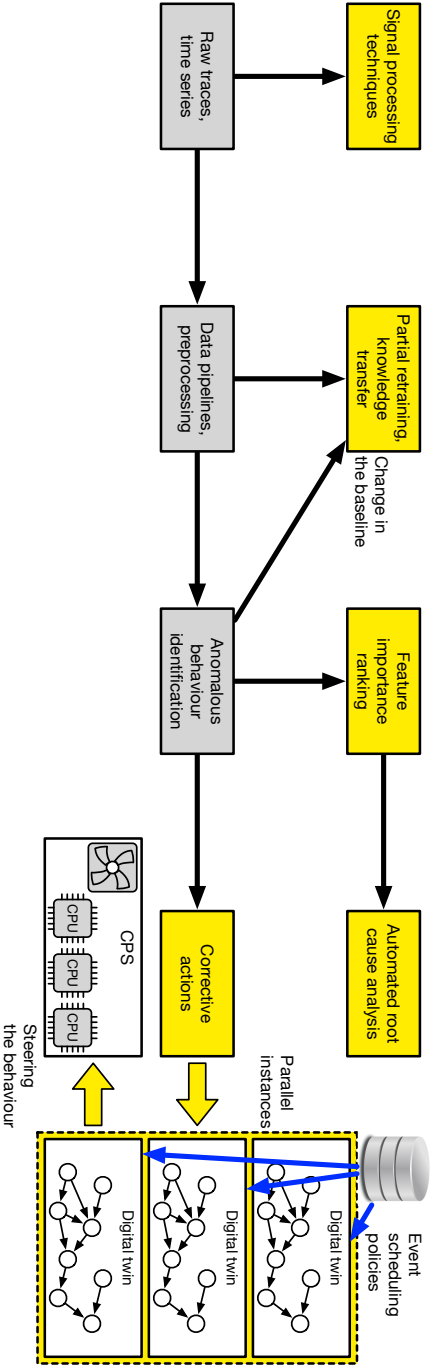 Signal processing
techniques
Partial retraining,
knowledge
transfer
Feature
importance
ranking
Automated root
cause analysis
Event
scheduling
policies
Change in
the baseline
Raw traces,
time series
Data pipelines,
preprocessing
Anomalous
behaviour
identification
Corrective
actions
Parallel
instances
Digital twin
Digital twin
Digital twin
CPS
CPU
CPU
CPU
Steering
the behaviour